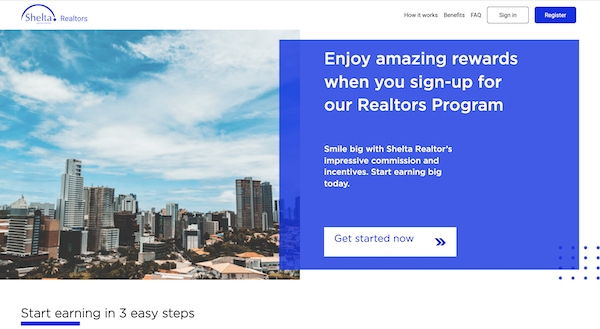 Shelta Realtors
How it works Benefits FAQ Sign in Register
Enjoy amazing rewards
when you sign-up for
our Realtors Program
Smile big with Shelta Realtor's
impressive commission and
incentives. Start earning big
today.
Get started now
Start earning in 3 easy steps